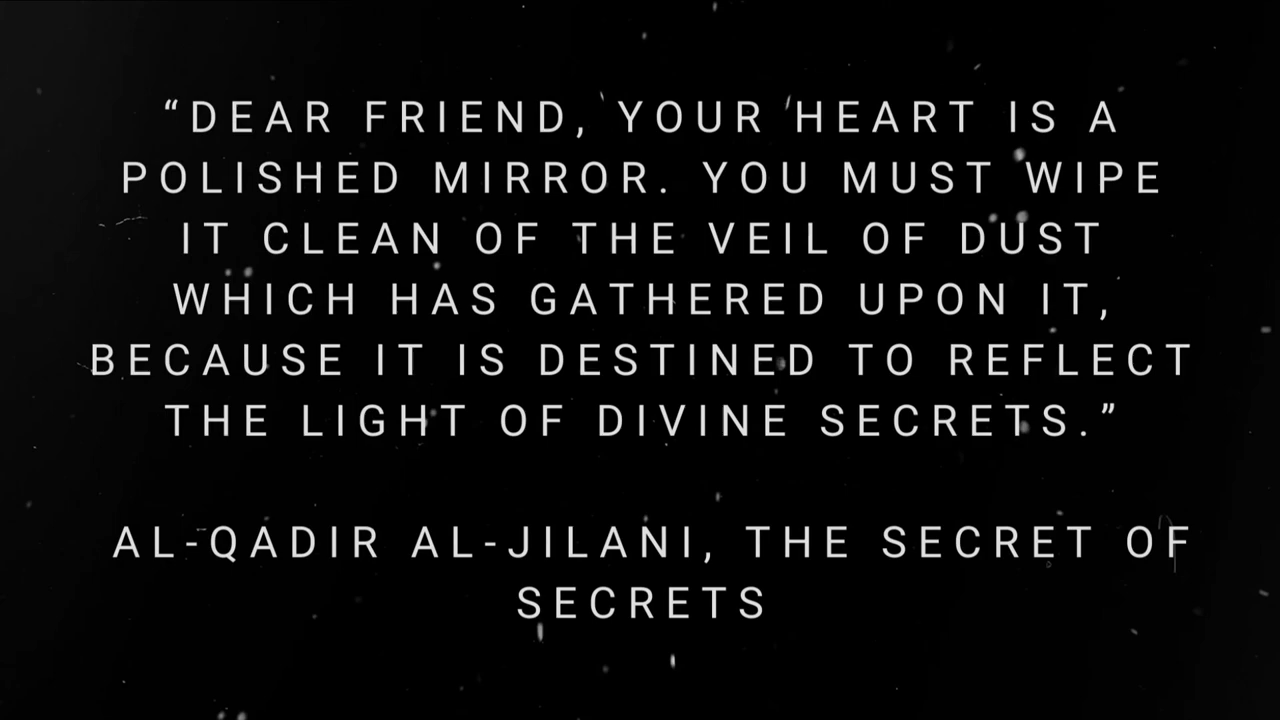 “DEAR FRIEND, YOUR HEART IS A
POLISHED MIRROR. YOU MUST WIPE
IT CLEAN OF THE VEIL OF DUST
WHICH HAS GATHERED UPON IT,
BECAUSE IT IS DESTINED TO REFLECT
THE LIGHT OF DIVINE SECRETS.”
AL-QADIR AL-JILANI, THE SECRET OF
SECRETS